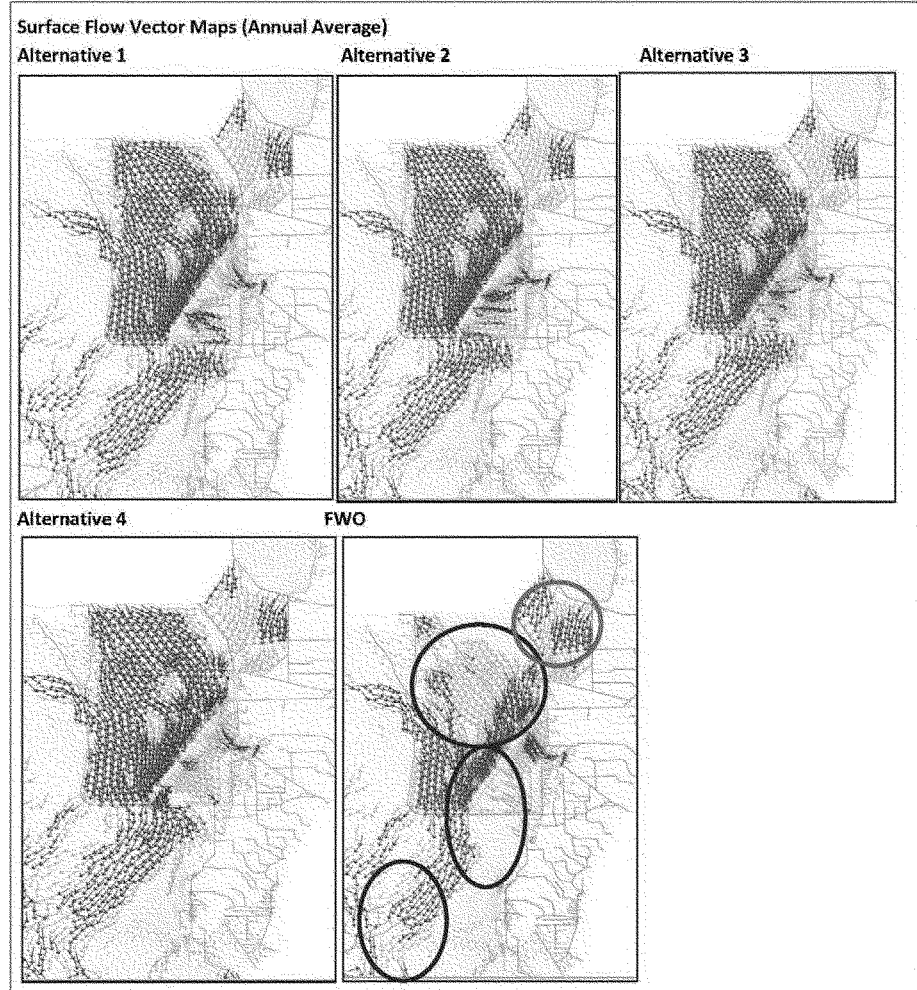 Surface Flow Vector Maps (Annual Average)
Alternative 1
Alternative 2
Alternative 3
Alternative 4
FWO